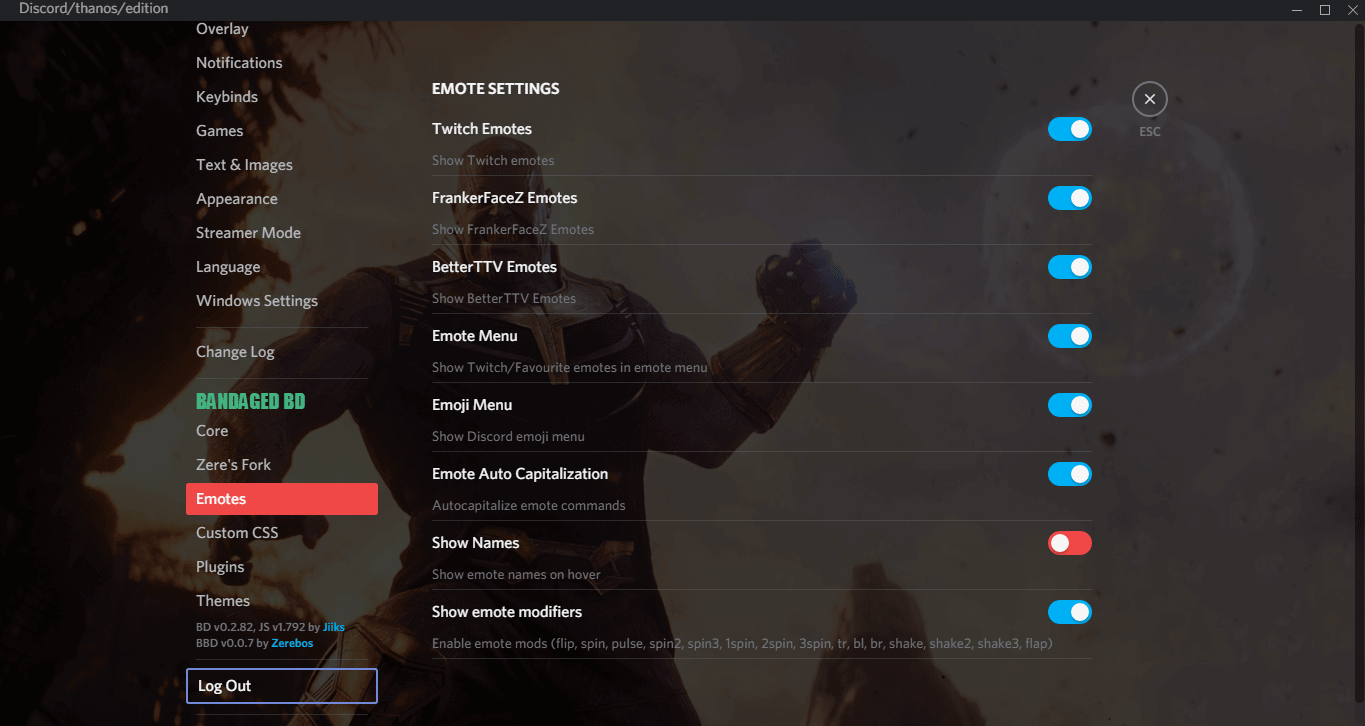 Discord/thanos/edition
Overlay
Notifications
Keybinds
Games
Text & Images
Appearance
Streamer Mode
Language
Windows Settings
Change Log
BANDAGED BD
Core
Zere's Fork
Emotes
Custom CSS
Plugins
Themes
BD v0.2.82, JS v1.792 by Jiiks
BBD v0.0.7 by Zerebos
Log Out
EMOTE SETTINGS
Twitch Emotes
Show Twitch emotes
FrankerFaceZ Emotes
Show FrankerFaceZ Emotes
BetterTTV Emotes
Show BetterTTV Emotes
Emote Menu
Show Twitch/Favourite emotes in emote menu
Emoji Menu
Show Discord emoji menu
Emote Auto Capitalization
Autocapitalize emote commands
Show Names
Show emote names on hover
Show emote modifiers
Enable emote mods (flip, spin, pulse, spin2, spin3, 1spin, 2spin, 3spin, tr, bl, br, shake, shake2, shake3, flap)
ESC